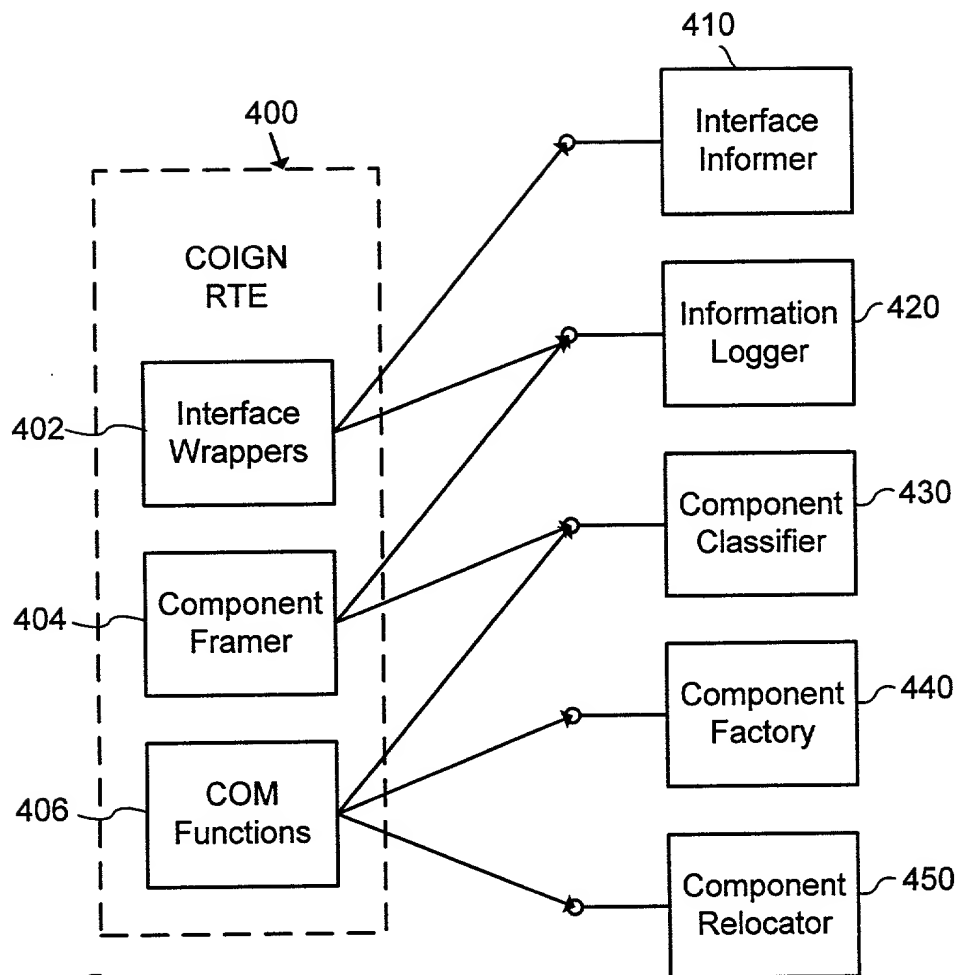 410
Interface
Informer
400
COIGN
RTE
Information
Logger
420
402
Interface
Wrappers
Component
Classifier
430
404
Component
Framer
Component
Factory
440
406
COM
Functions
Component
Relocator
450